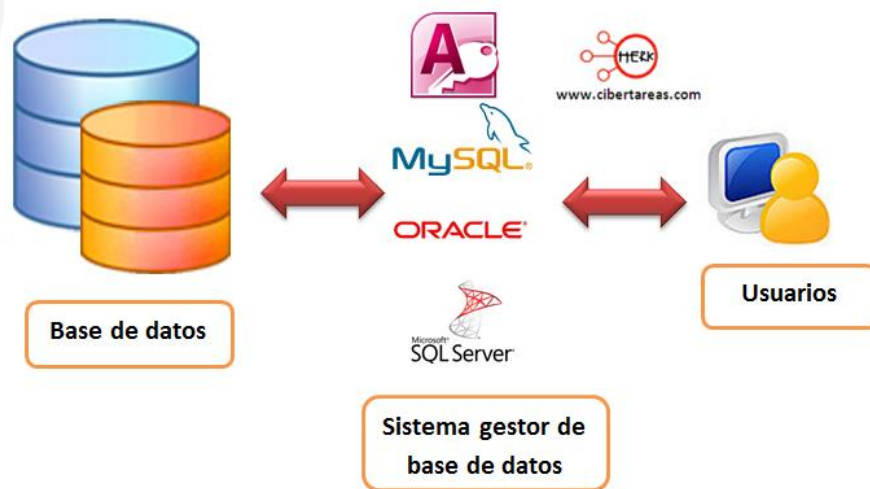 A
HERK
www.cibertareas.com
MySQL®
ORACLE®
Microsoft®
SQL Server®
Base de datos
Usuarios
Sistema gestor de
base de datos